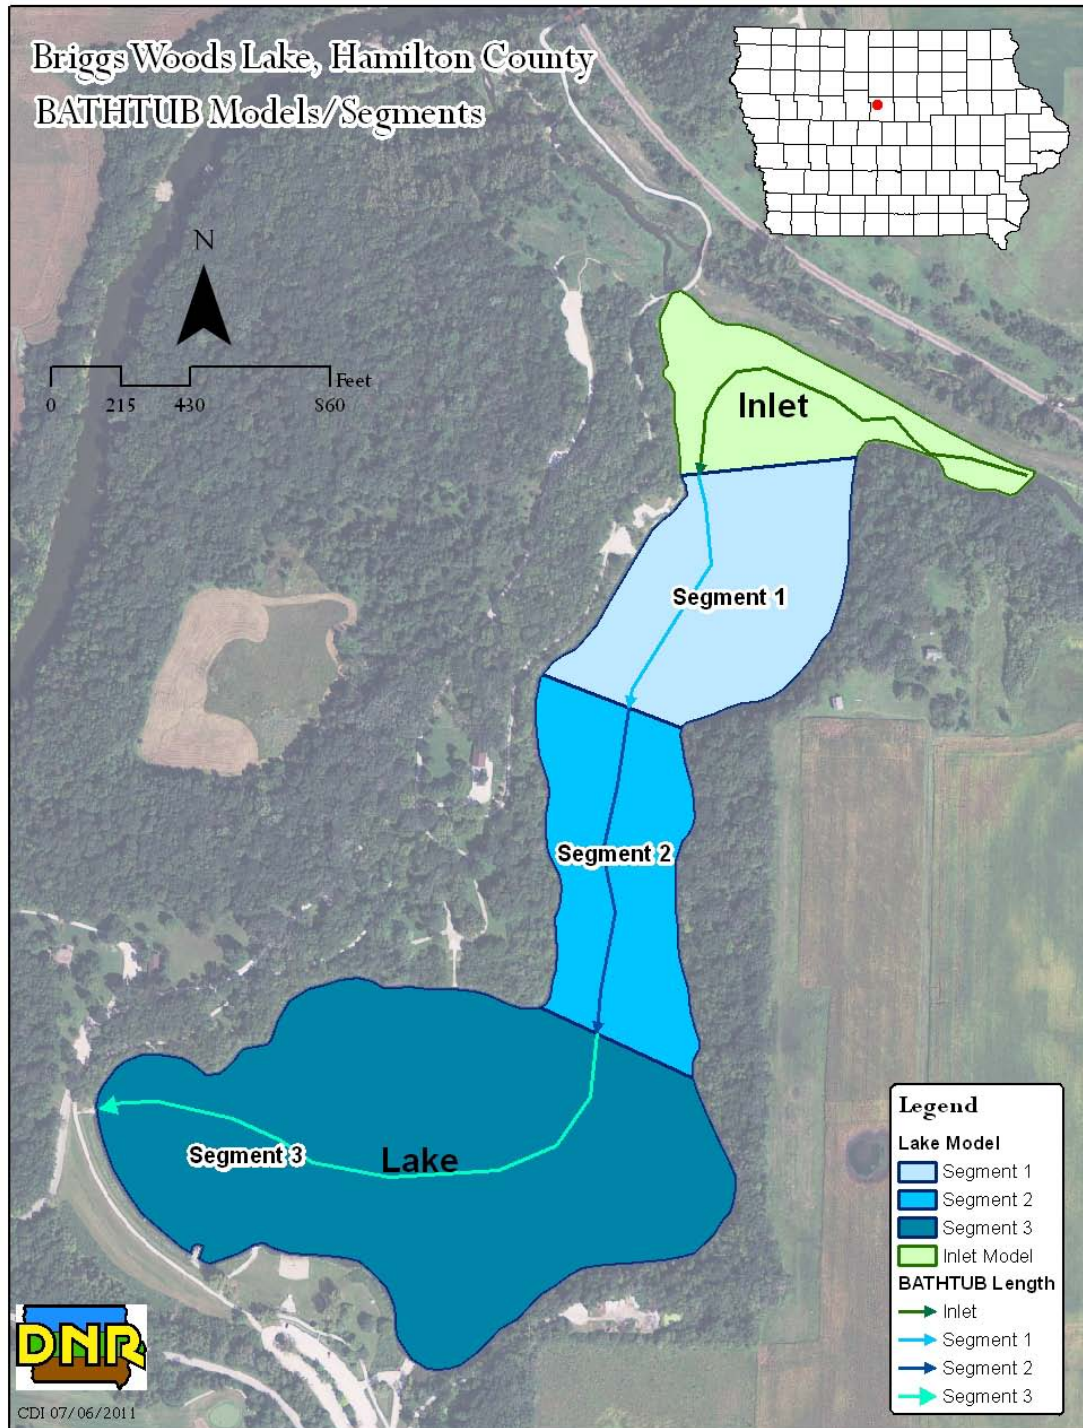 Briggs Woods Lake, Hamilton County
BATHTUB Models/Segments
N
Feet
0 215 430 860
Inlet
Segment 1
Segment 2
Segment 3
Lake
Legend
Lake Model
Segment 1
Segment 2
Segment 3
Inlet Model
BATHTUB Length
Inlet
Segment 1
Segment 2
Segment 3
DNR
CDI 07/06/2011